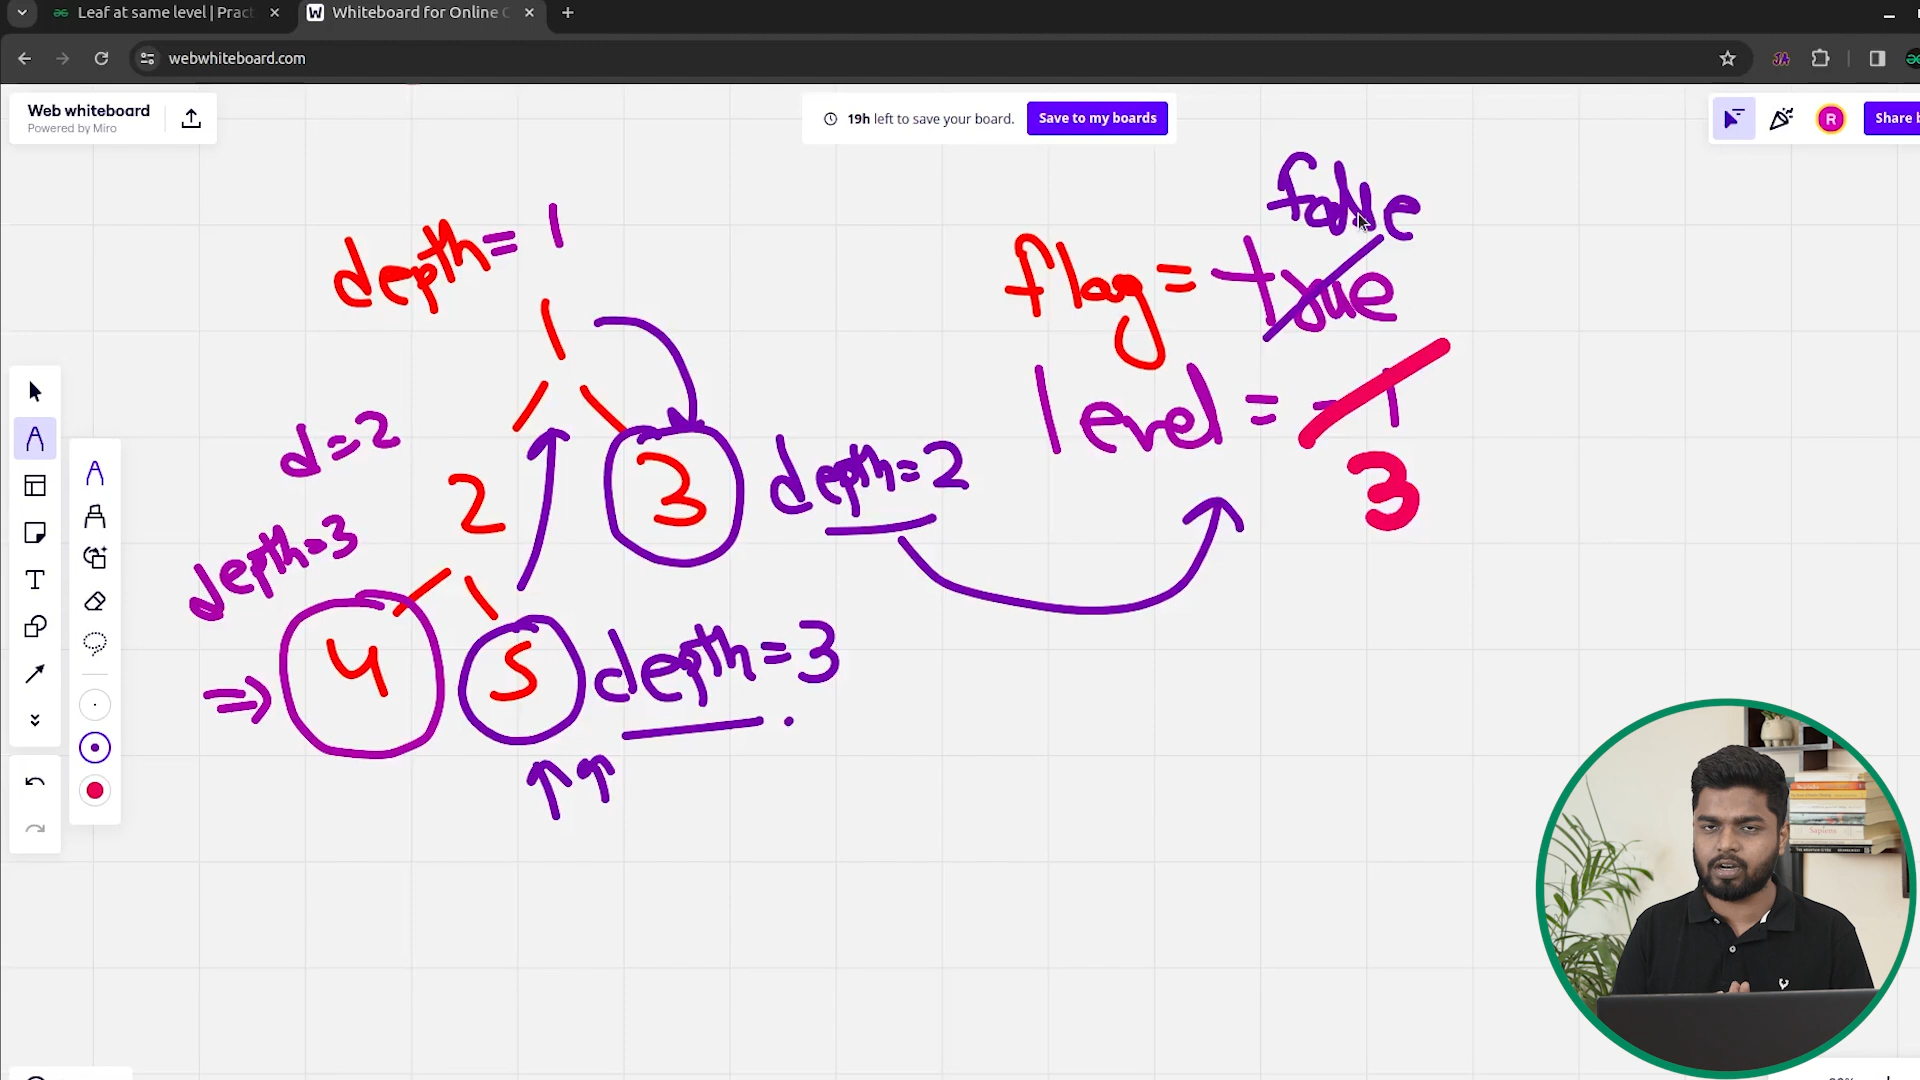 Leaf at same level | Pract
Whiteboard for Online C
webwhiteboard.com
Web whiteboard
Powered by Miro
19h left to save your board.
Save to my boards
R
Share b
depth= 1
false
flag= true
level= -1
3
1
d=2
2
3
depth=2
depth=3
4
5
depth=3
T
Sapiens